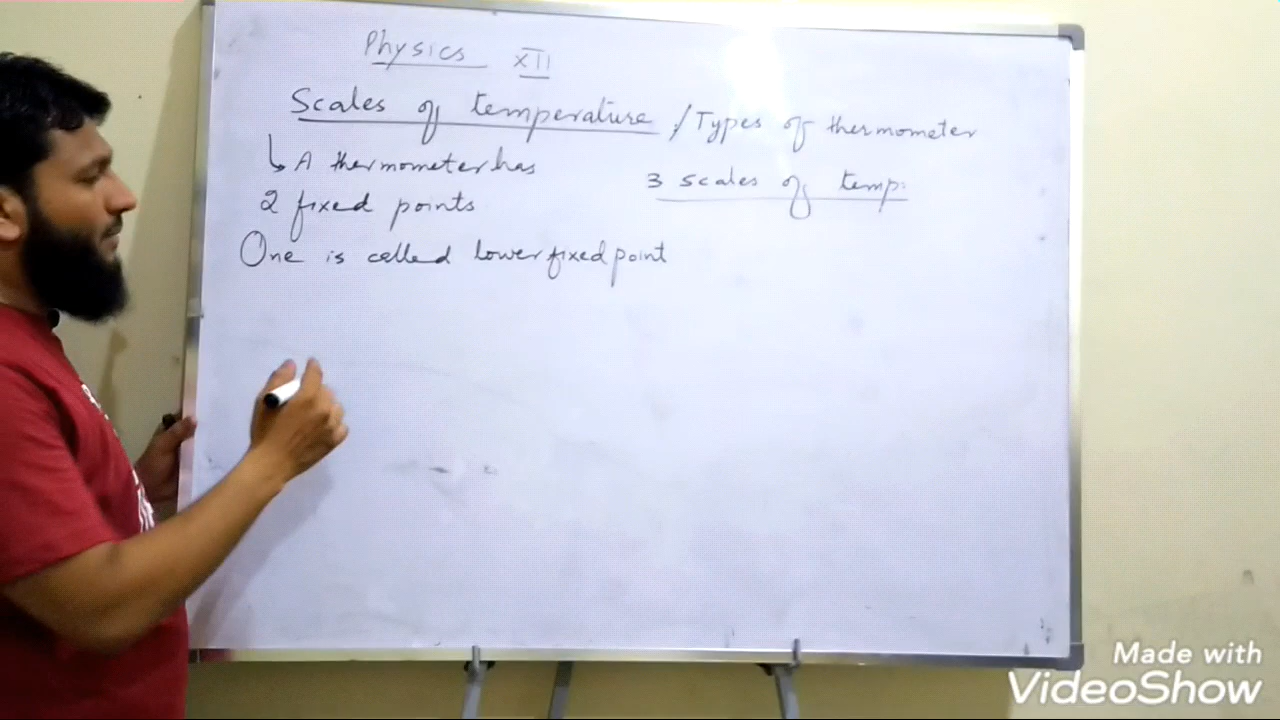 Physics XII
Scales of temperature / Types of thermometer
↳ A thermometer has
2 fixed points
3 scales of temp.
One is called lower fixed point
Made with
VideoShow